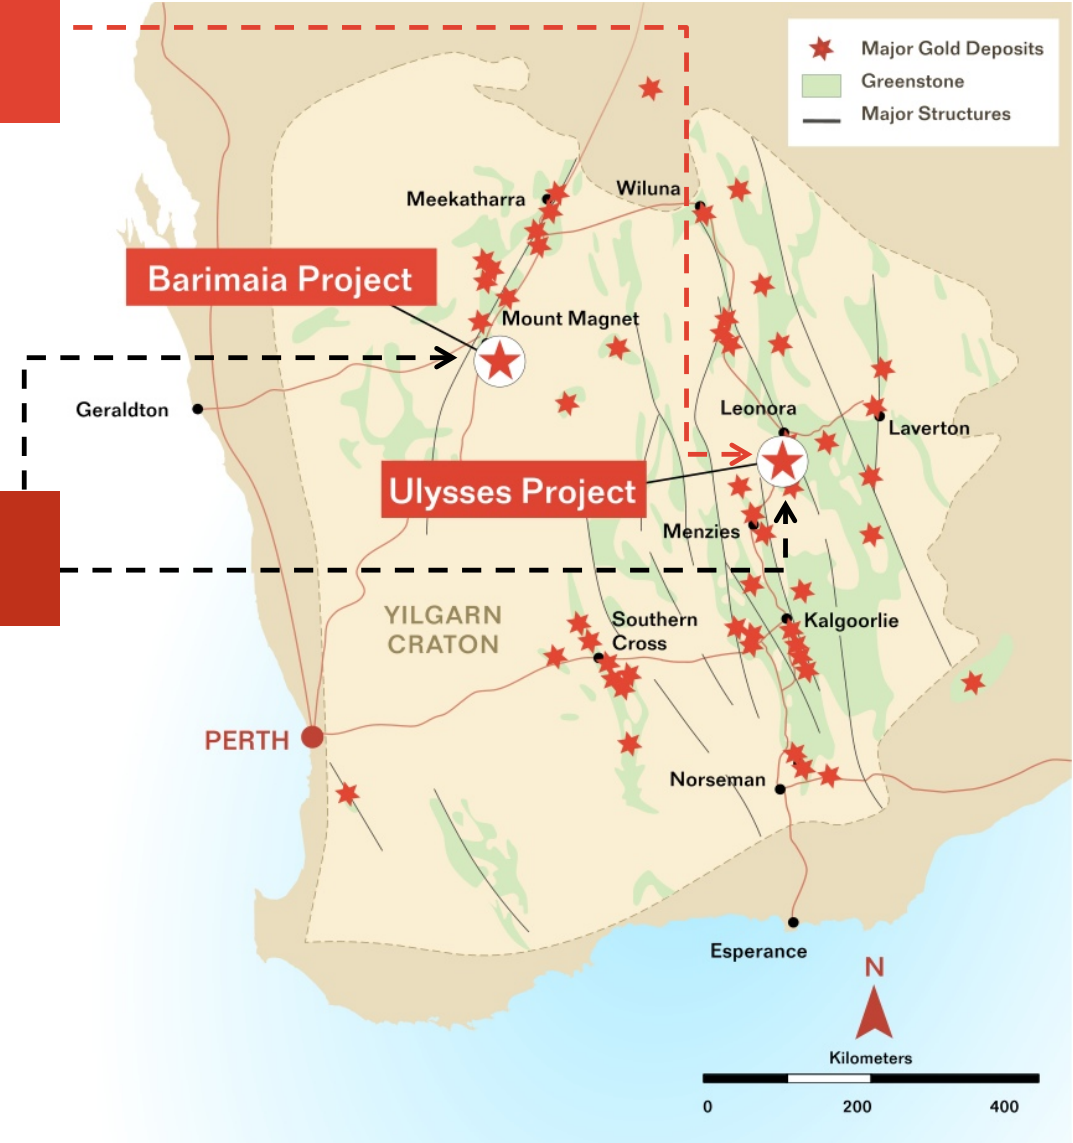 Major Gold Deposits
Greenstone
Major Structures
Wiluna
Meekatharra
Barimaia Project
Mount Magnet
Geraldton
Leonora
Laverton
Ulysses Project
Menzies
YILGARN
CRATON
Southern
Cross
Kalgoorlie
PERTH
Norseman
Esperance
N
Kilometers
0 200 400